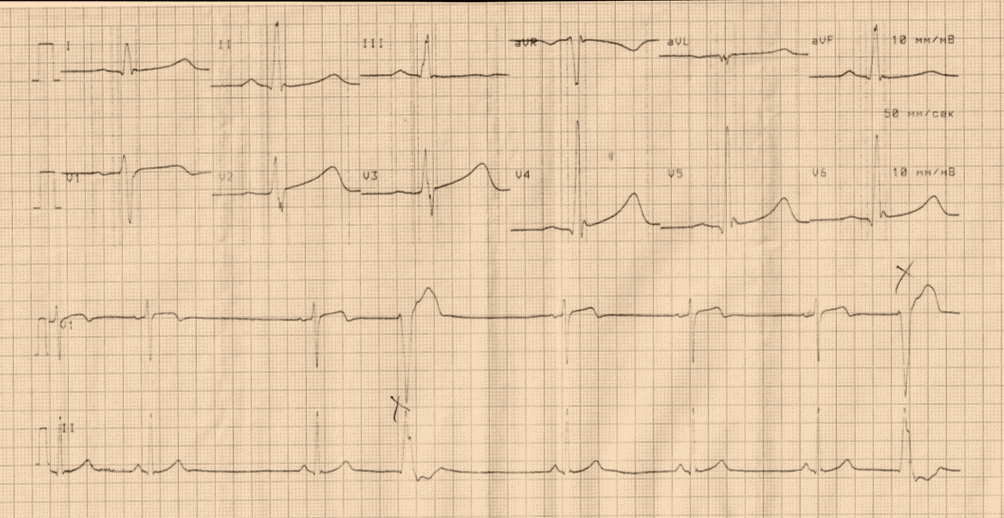 I II III aVR aVL aVF 10 мм/мВ
50 мм/сек
V1 V2 V3 V4 V5 V6 10 мм/мВ
V1
II